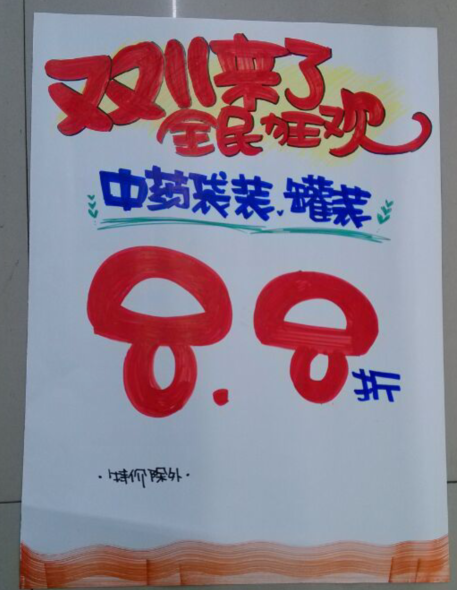 双11来了
全民狂欢
中药袋装、罐装
8.8折
·特价除外·